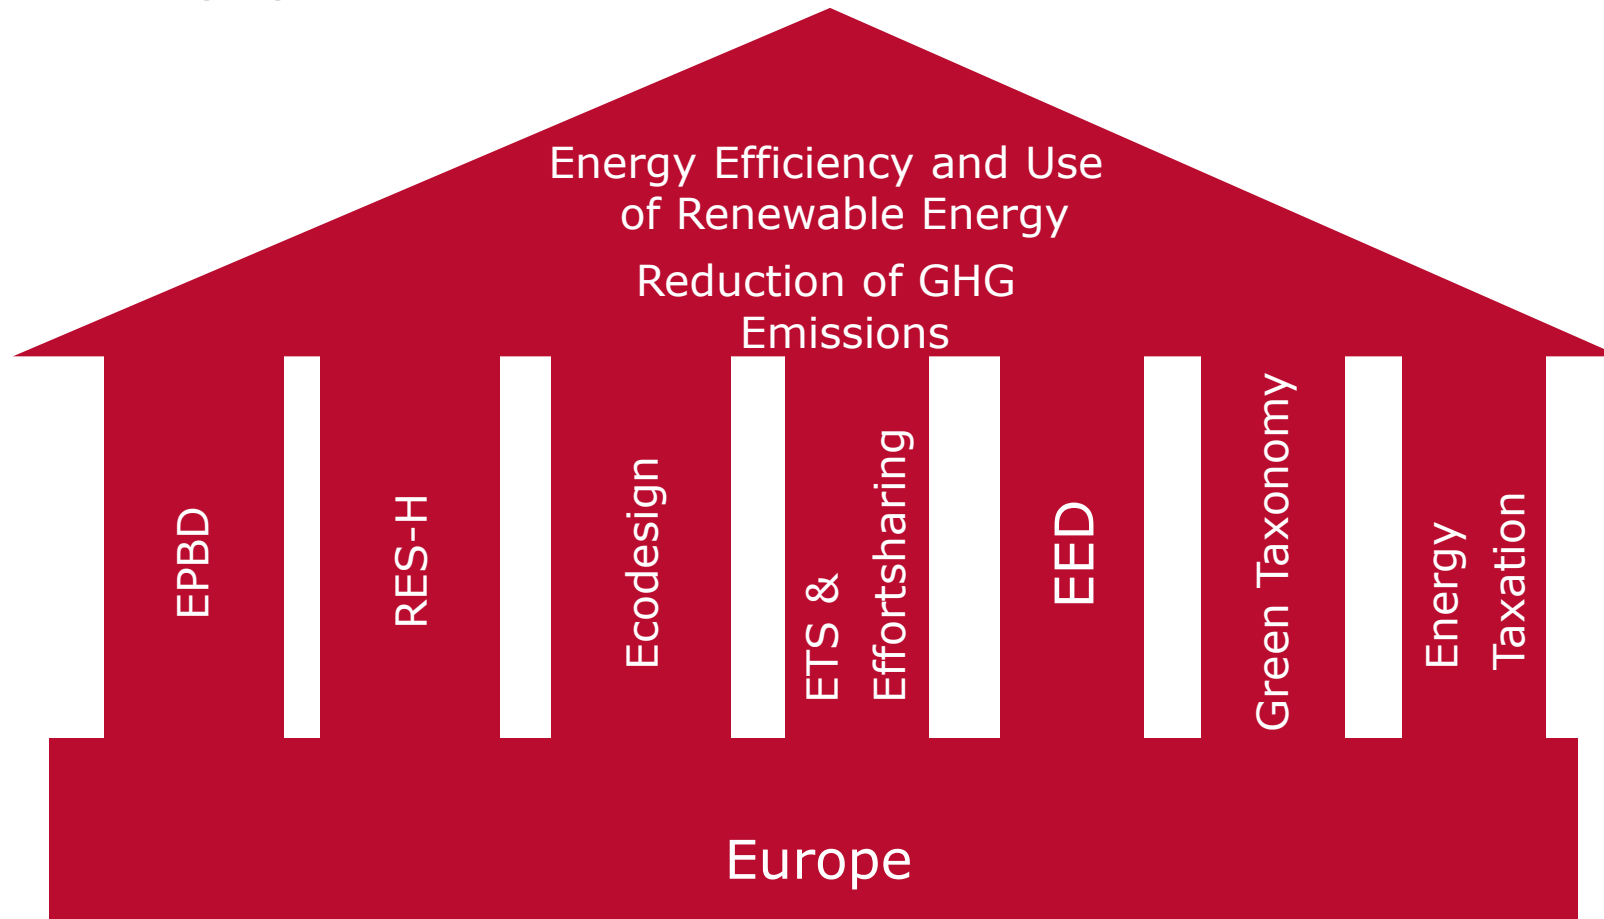 Energy Efficiency and Use
of Renewable Energy
Reduction of GHG
Emissions
EPBD
RES-H
Ecodesign
ETS &
Effortsharing
EED
Green Taxonomy
Energy
Taxation
Europe